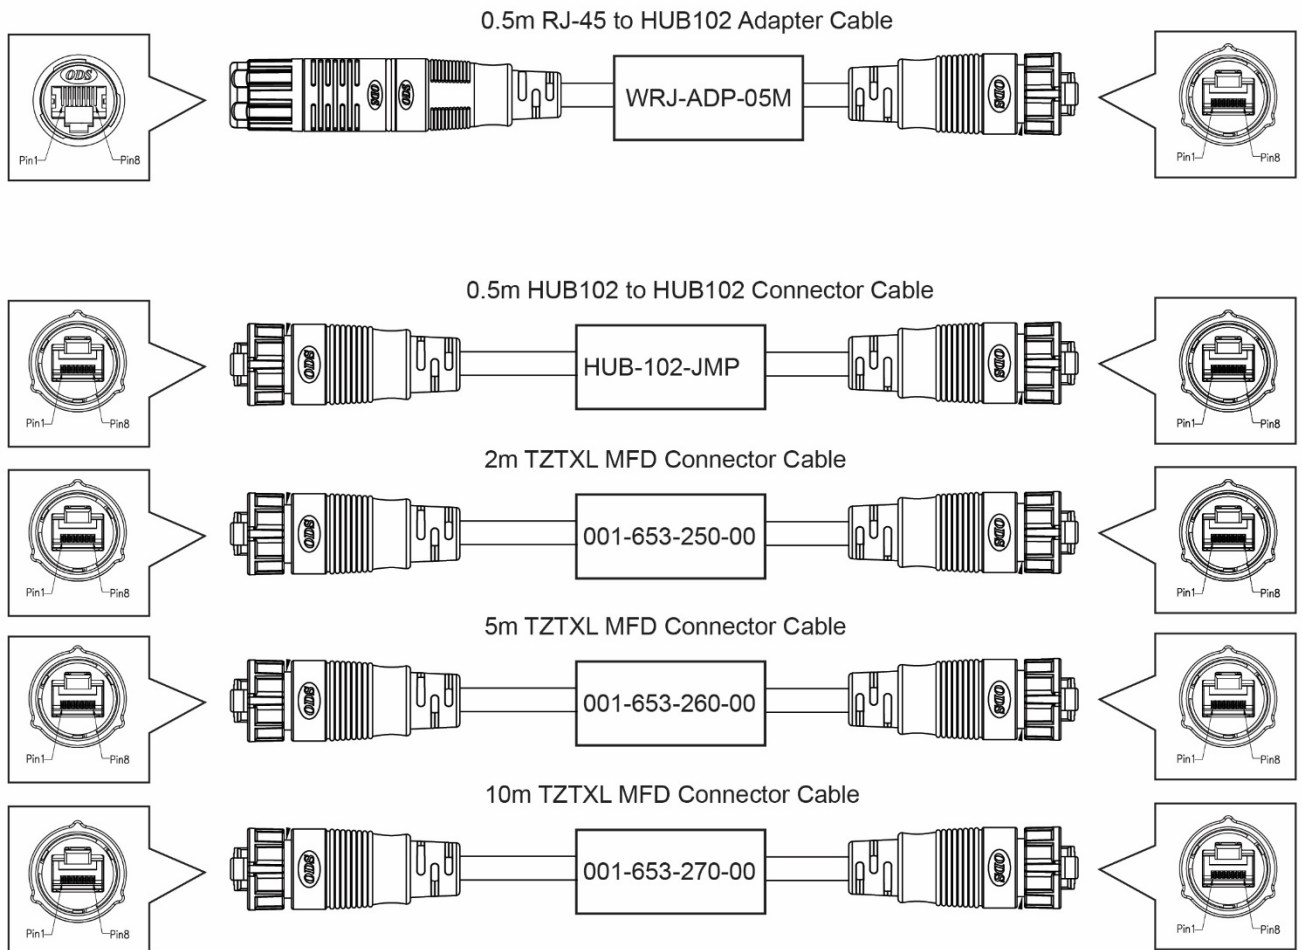 0.5m RJ-45 to HUB102 Adapter Cable
ODS
Pin1 Pin8
ODS ODS
WRJ-ADP-05M
ODS
Pin1 Pin8
0.5m HUB102 to HUB102 Connector Cable
Pin1 Pin8
ODS
HUB-102-JMP
ODS
Pin1 Pin8
2m TZTXL MFD Connector Cable
Pin1 Pin8
ODS
001-653-250-00
ODS
Pin1 Pin8
5m TZTXL MFD Connector Cable
Pin1 Pin8
ODS
001-653-260-00
ODS
Pin1 Pin8
10m TZTXL MFD Connector Cable
Pin1 Pin8
ODS
001-653-270-00
ODS
Pin1 Pin8